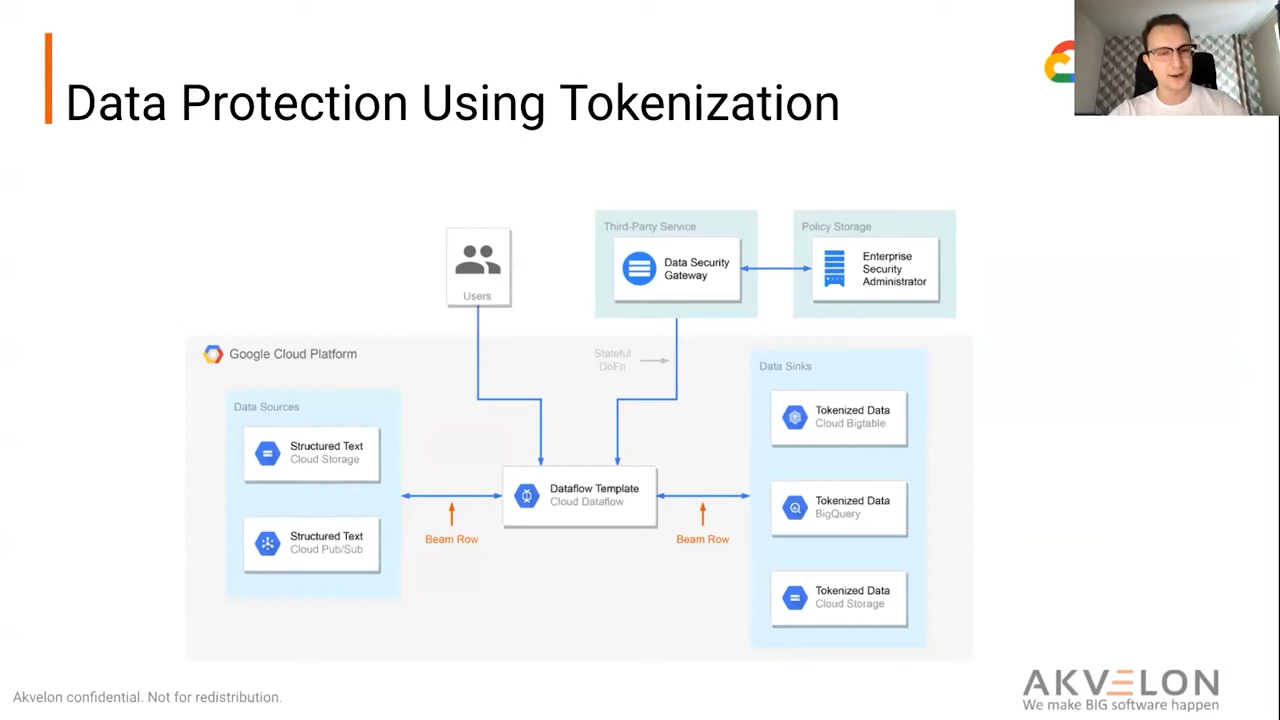 Data Protection Using Tokenization
Third-Party Service
Data Security
Gateway
Policy Storage
Enterprise
Security
Administrator
Users
Google Cloud Platform
Stateful
DoFn
Data Sources
Structured Text
Cloud Storage
Structured Text
Cloud Pub/Sub
Beam Row
Dataflow Template
Cloud Dataflow
Beam Row
Data Sinks
Tokenized Data
Cloud Bigtable
Tokenized Data
BigQuery
Tokenized Data
Cloud Storage
Akvelon confidential. Not for redistribution.
AKVELON
We make BIG software happen